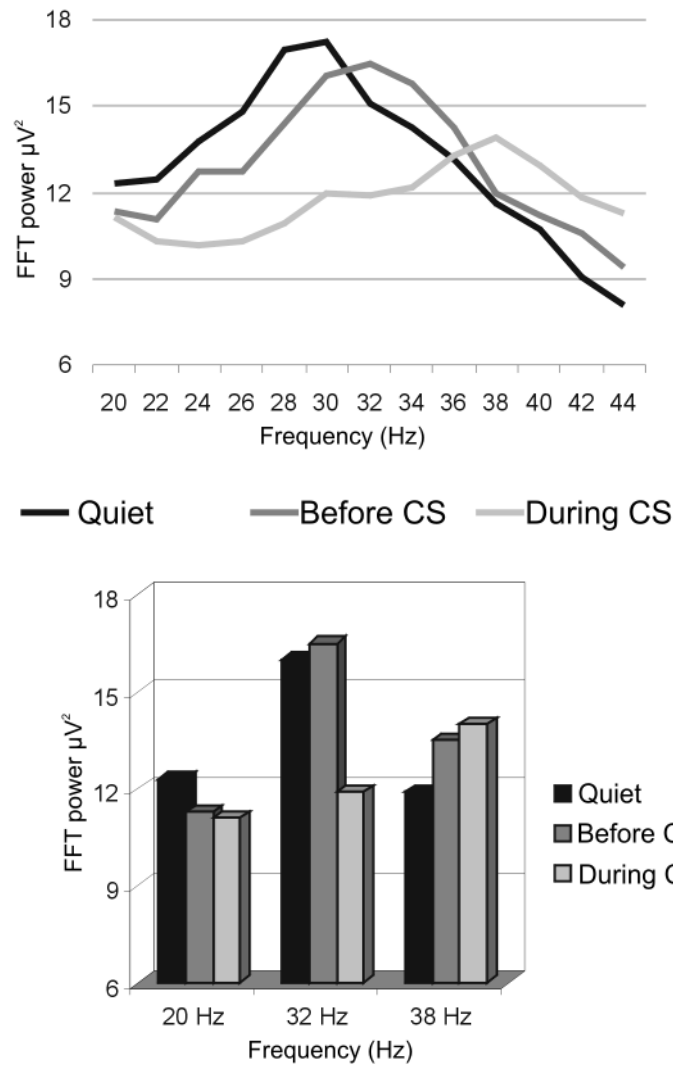 18
15
12
9
6
FFT power µV²
20 22 24 26 28 30 32 34 36 38 40 42 44
Frequency (Hz)
Quiet Before CS During CS
18
15
12
9
6
FFT power µV²
20 Hz 32 Hz 38 Hz
Frequency (Hz)
Quiet
Before C
During C